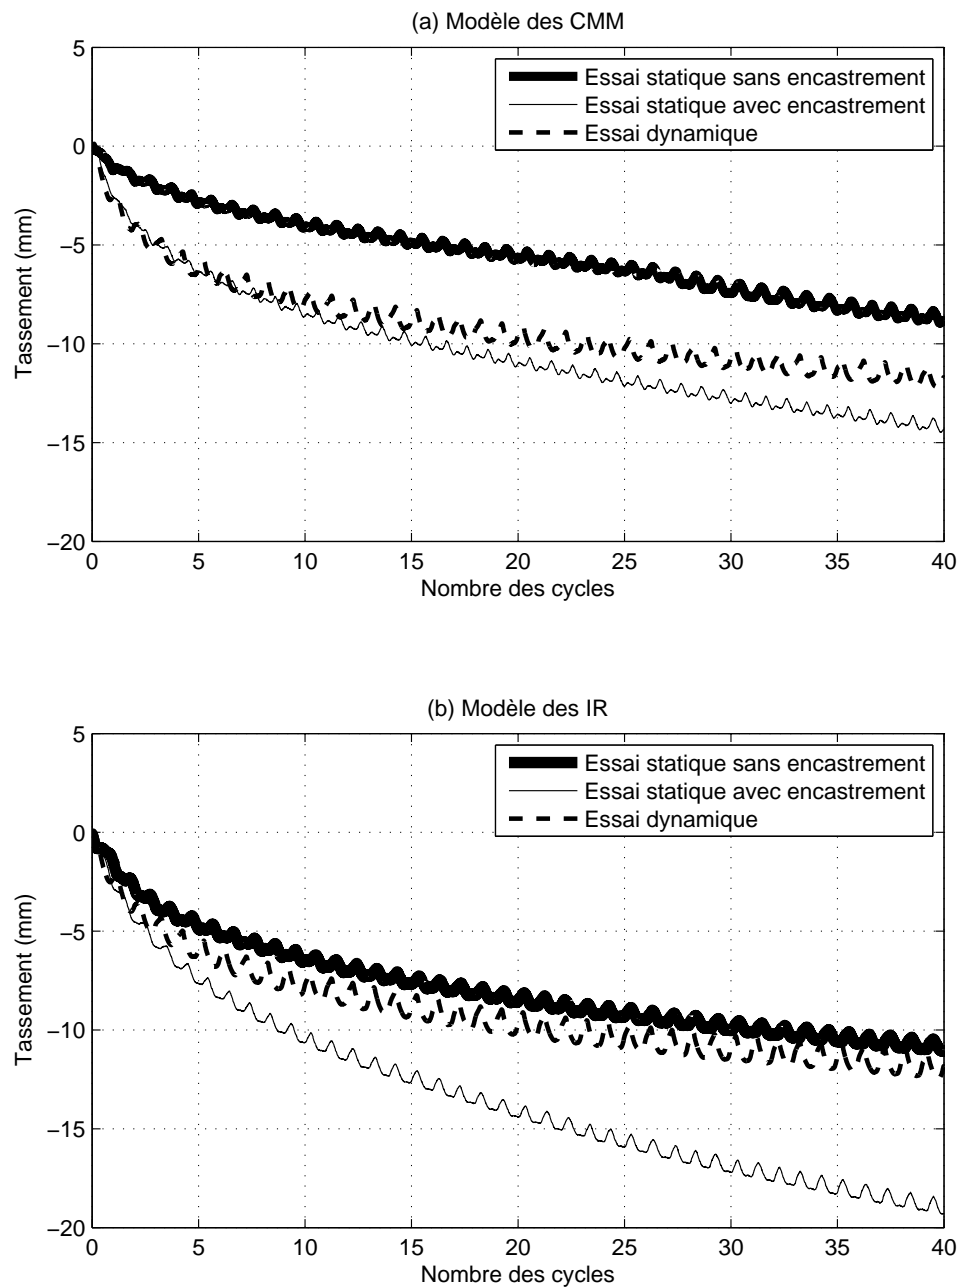 (a) Modèle des CMM
5
0
−5
−10
−15
−20
Tassement (mm)
Essai statique sans encastrement
Essai statique avec encastrement
Essai dynamique
0 5 10 15 20 25 30 35 40
Nombre des cycles
(b) Modèle des IR
5
0
−5
−10
−15
−20
Tassement (mm)
Essai statique sans encastrement
Essai statique avec encastrement
Essai dynamique
0 5 10 15 20 25 30 35 40
Nombre des cycles